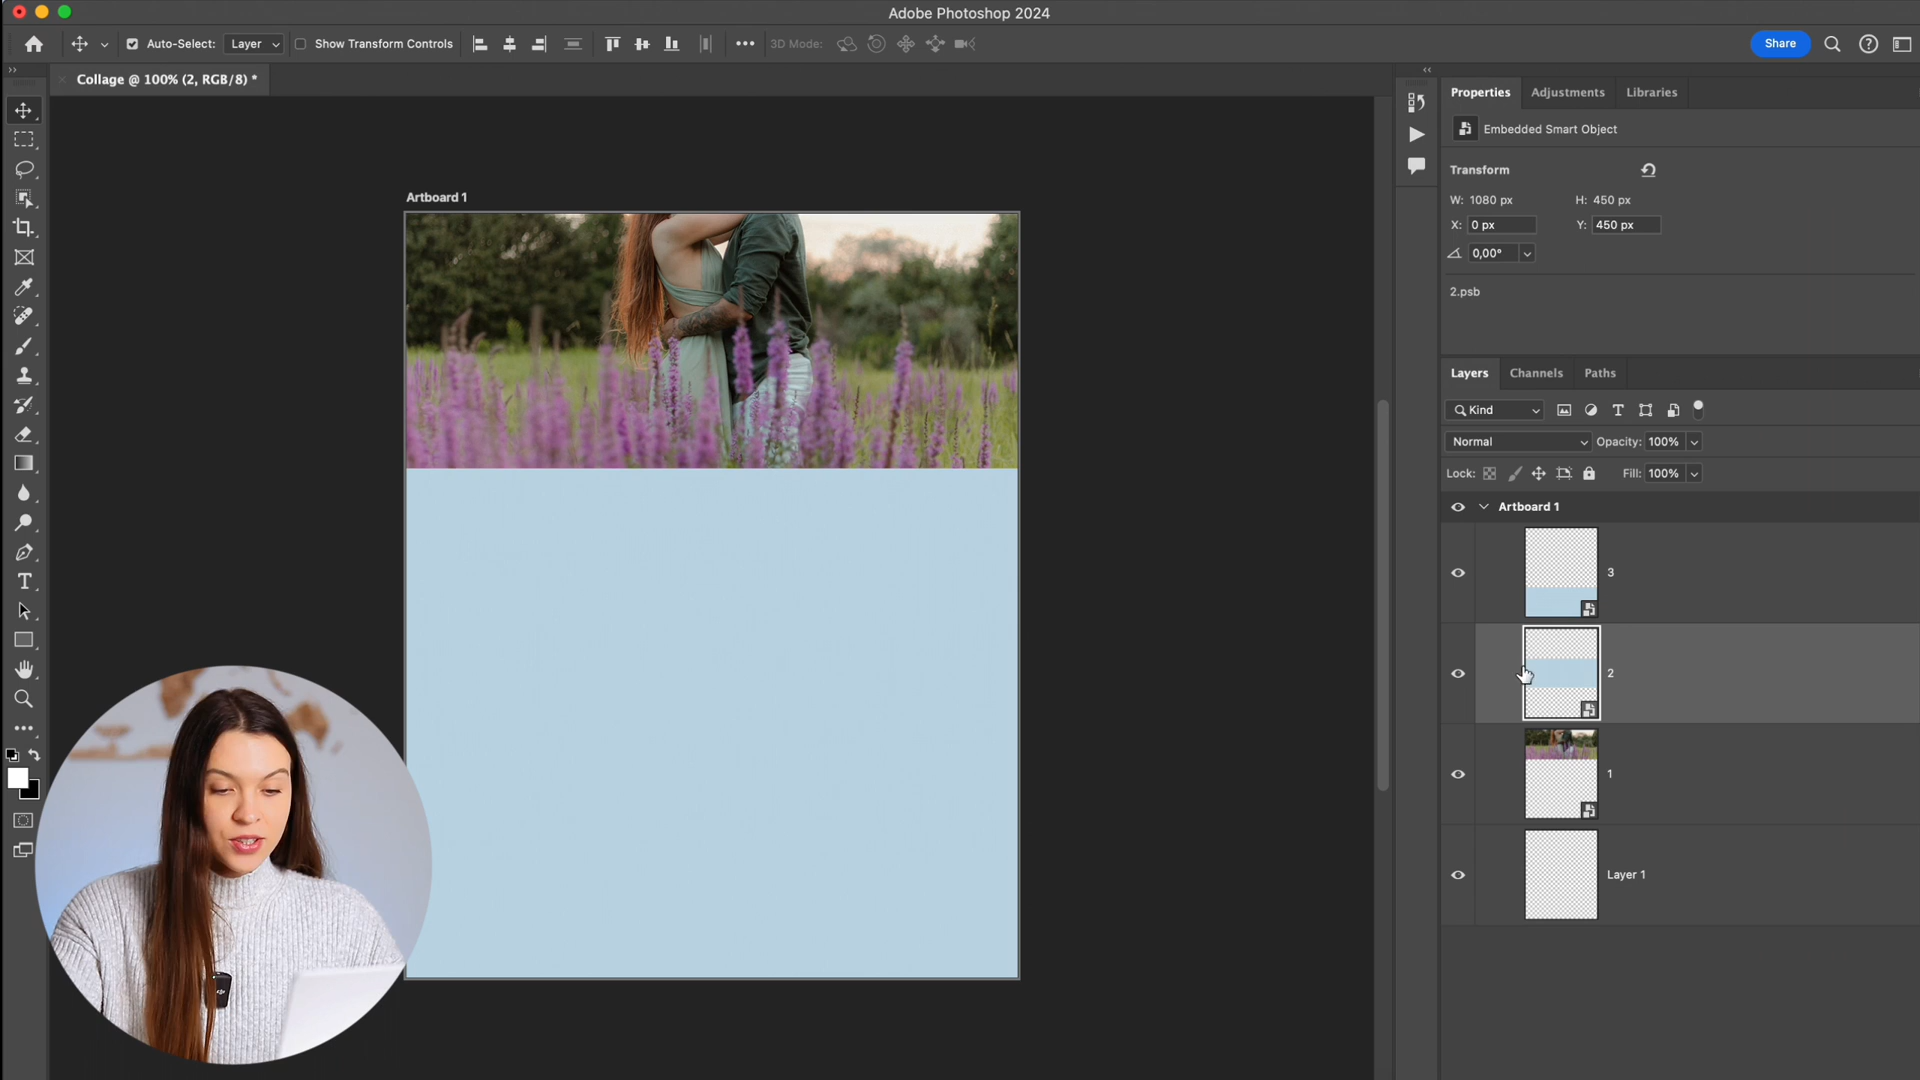 Adobe Photoshop 2024
Auto-Select: Layer Show Transform Controls 3D Mode: Share
Collage @ 100% (2, RGB/8) *
Properties Adjustments Libraries
Embedded Smart Object
Transform
W: 1080 px H: 450 px
X: 0 px Y: 450 px
0,00°
2.psb
Artboard 1
Layers Channels Paths
Kind
Normal Opacity: 100%
Lock: Fill: 100%
Artboard 1
3
2
1
Layer 1